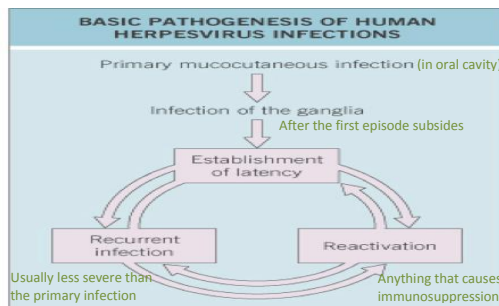 BASIC PATHOGENESIS OF HUMAN
HERPESVIRUS INFECTIONS
Primary mucocutaneous infection (in oral cavity)
Infection of the ganglia
After the first episode subsides
Establishment
of latency
Recurrent
infection
Reactivation
Usually less severe than
the primary infection
Anything that causes
immunosuppression